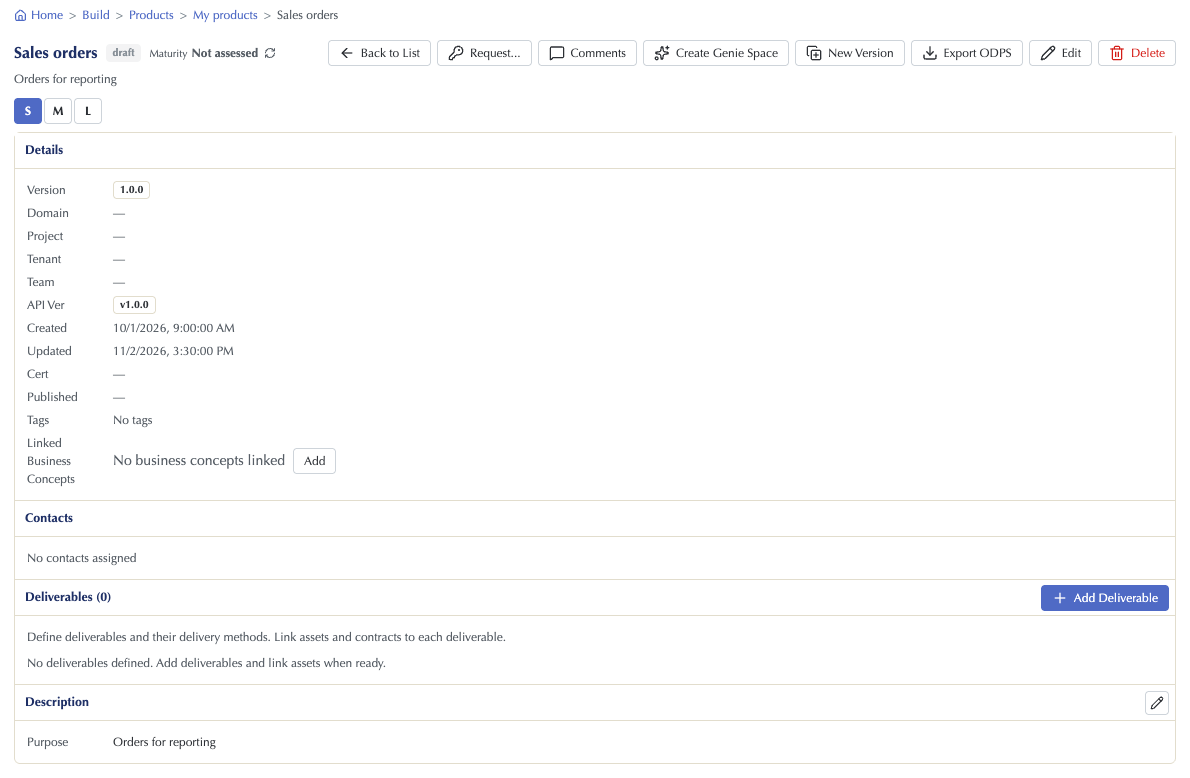 Home > Build > Products > My products > Sales orders
Sales orders draft Maturity Not assessed Back to List Request... Comments Create Genie Space New Version Export ODPS Edit Delete
Orders for reporting
S M L
Details
Version 1.0.0
Domain —
Project —
Tenant —
Team —
API Ver v1.0.0
Created 10/1/2026, 9:00:00 AM
Updated 11/2/2026, 3:30:00 PM
Cert —
Published —
Tags No tags
Linked
Business No business concepts linked Add
Concepts
Contacts
No contacts assigned
Deliverables (0) + Add Deliverable
Define deliverables and their delivery methods. Link assets and contracts to each deliverable.
No deliverables defined. Add deliverables and link assets when ready.
Description
Purpose Orders for reporting